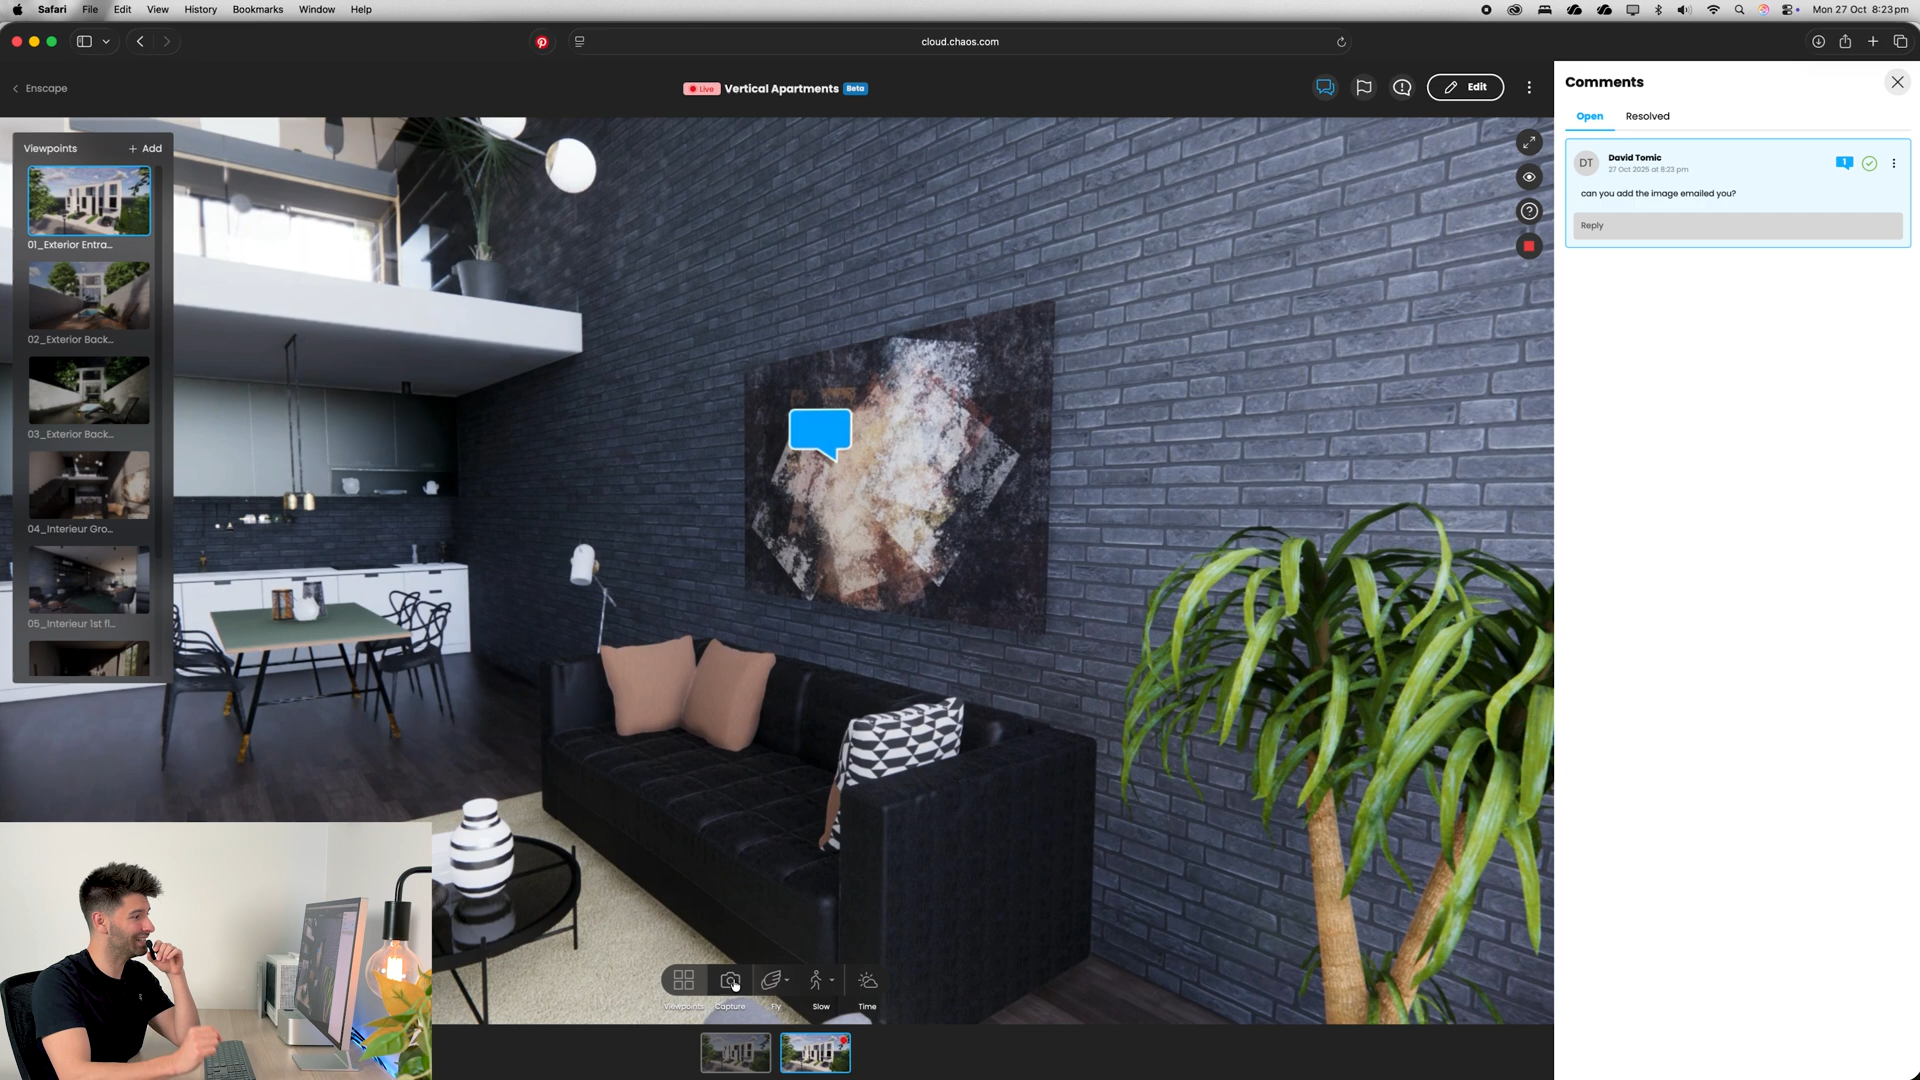 Safari File Edit View History Bookmarks Window Help
Mon 27 Oct 8:23 pm
cloud.chaos.com
Enscape
Live Vertical Apartments Beta
Edit
Viewpoints + Add
01_Exterior Entra...
02_Exterior Back...
03_Exterior Back...
04_Interieur Gro...
05_Interieur 1st fl...
Viewpoints Capture Fly Slow Time
Comments
Open Resolved
DT David Tomic 1
27 Oct 2025 at 8:23 pm
can you add the image emailed you?
Reply